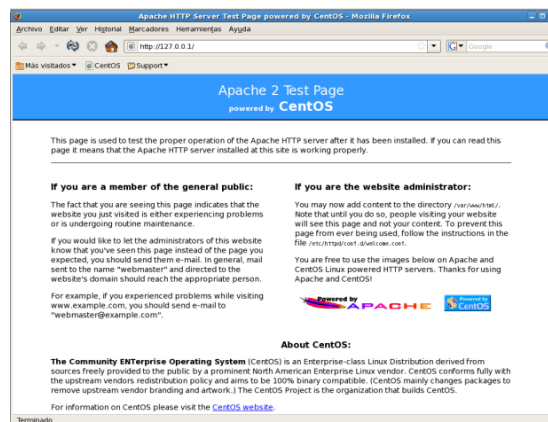 Apache HTTP Server Test Page powered by CentOS - Mozilla Firefox
Archivo Editar Ver Historial Marcadores Herramientas Ayuda
http://127.0.0.1/
Google
Más visitados CentOS Support
Apache 2 Test Page
powered by CentOS
This page is used to test the proper operation of the Apache HTTP server after it has been installed. If you can read this
page it means that the Apache HTTP server installed at this site is working properly.
If you are a member of the general public:
The fact that you are seeing this page indicates that the
website you just visited is either experiencing problems
or is undergoing routine maintenance.
If you would like to let the administrators of this website
know that you've seen this page instead of the page you
expected, you should send them e-mail. In general, mail
sent to the name "webmaster" and directed to the
website's domain should reach the appropriate person.
For example, if you experienced problems while visiting
www.example.com, you should send e-mail to
"webmaster@example.com".
If you are the website administrator:
You may now add content to the directory /var/www/html/.
Note that until you do so, people visiting your website
will see this page and not your content. To prevent this
page from ever being used, follow the instructions in the
file /etc/httpd/conf.d/welcome.conf.
You are free to use the images below on Apache and
CentOS Linux powered HTTP servers. Thanks for using
Apache and CentOS!
Powered by
APACHE
Powered by
CentOS
About CentOS:
The Community ENTerprise Operating System (CentOS) is an Enterprise-class Linux Distribution derived from
sources freely provided to the public by a prominent North American Enterprise Linux vendor. CentOS conforms fully with
the upstream vendors redistribution policy and aims to be 100% binary compatible. (CentOS mainly changes packages to
remove upstream vendor branding and artwork.) The CentOS Project is the organization that builds CentOS.
For information on CentOS please visit the CentOS website.
Terminado